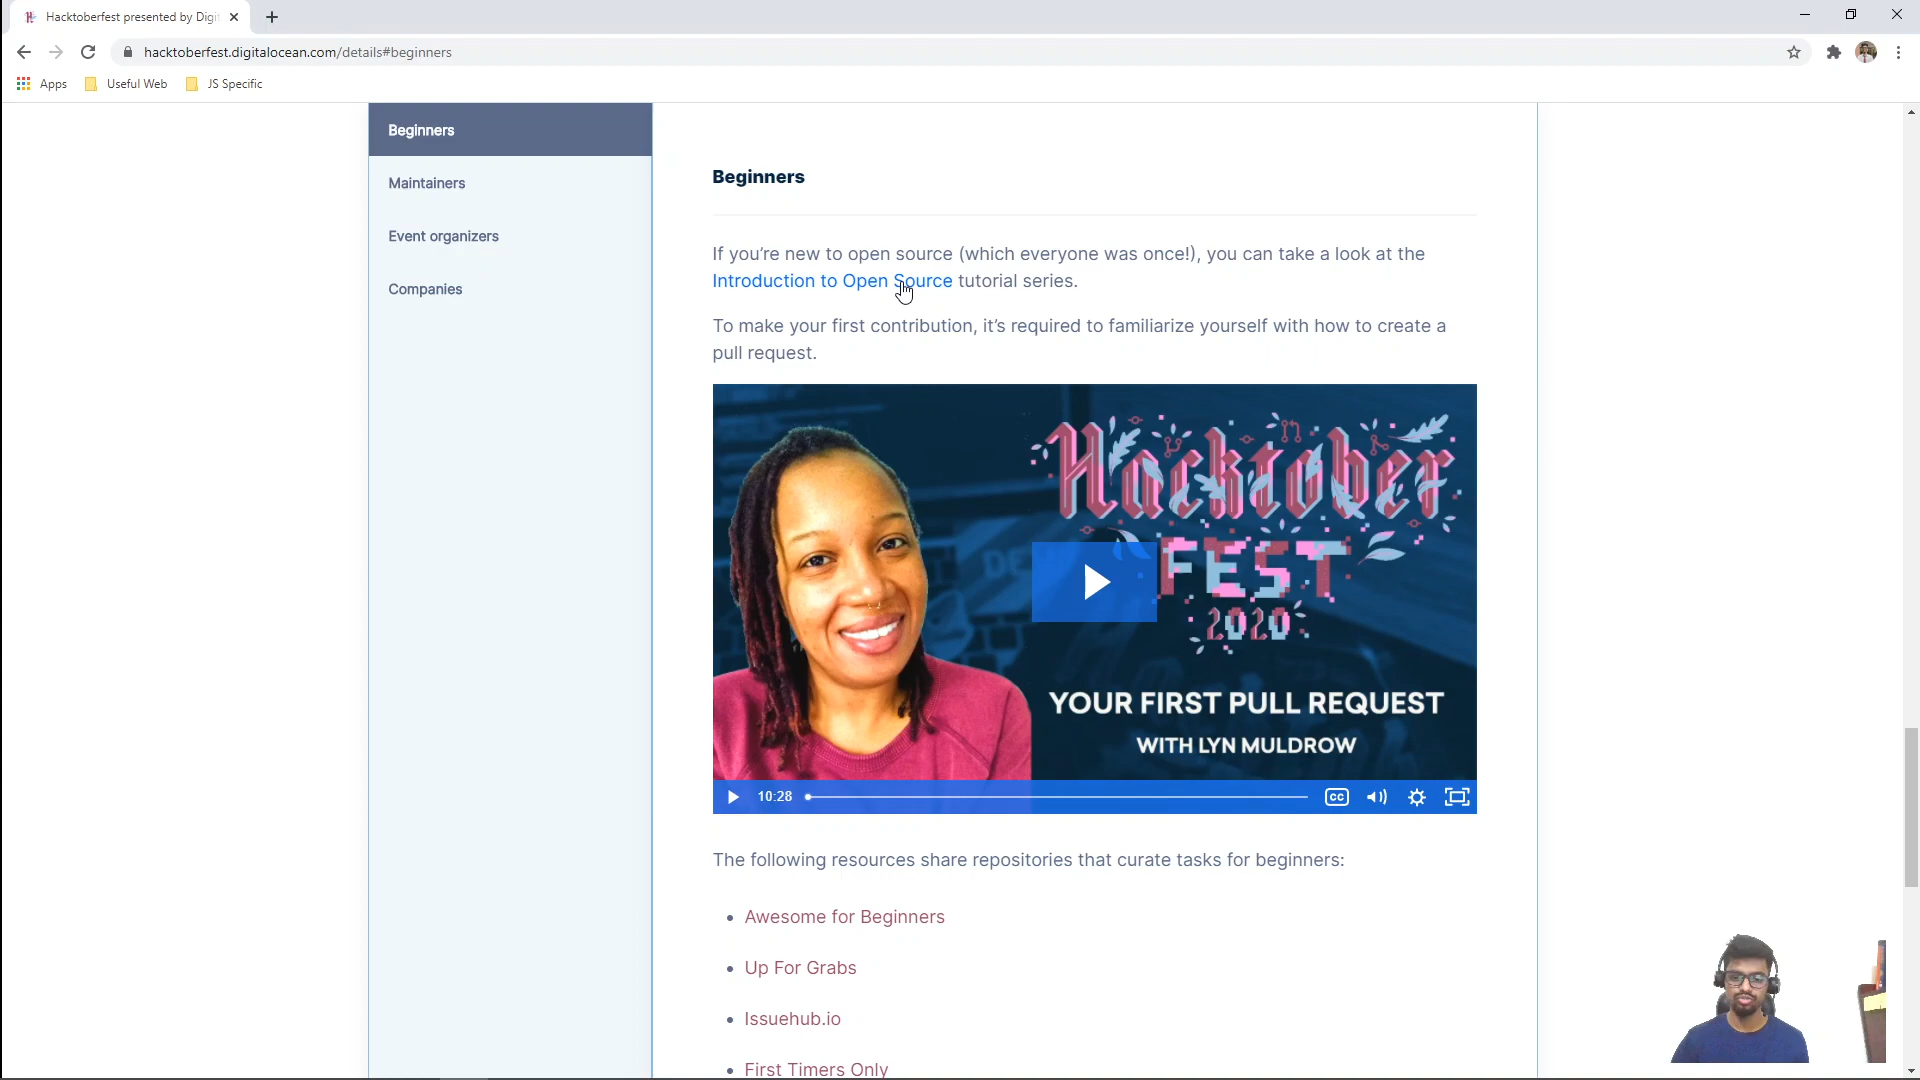 Hacktoberfest presented by Digit
hacktoberfest.digitalocean.com/details#beginners
Apps
Useful Web
JS Specific
Beginners
Maintainers
Event organizers
Companies
Beginners
If you’re new to open source (which everyone was once!), you can take a look at the
Introduction to Open Source tutorial series.
To make your first contribution, it’s required to familiarize yourself with how to create a
pull request.
Hacktober
FEST
2020
YOUR FIRST PULL REQUEST
WITH LYN MULDROW
10:28
CC
The following resources share repositories that curate tasks for beginners:
• Awesome for Beginners
• Up For Grabs
• Issuehub.io
• First Timers Only